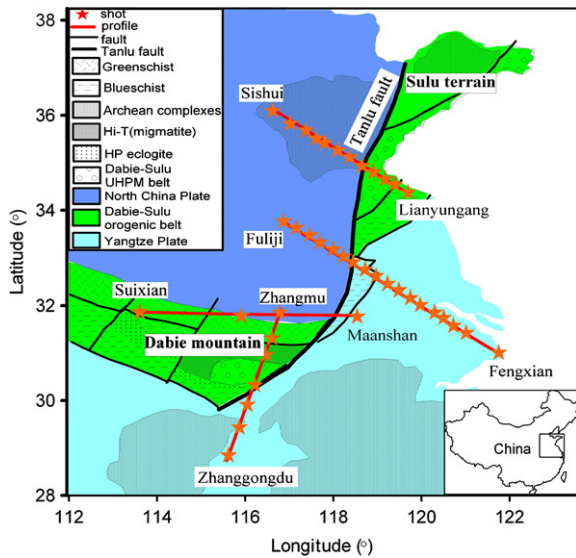 shot
profile
fault
Tanlu fault
Greenschist
Blueschist
Archean complexes
Hi-T(migmatite)
HP eclogite
Dabie-Sulu
UHPM belt
North China Plate
Dabie-Sulu
orogenic belt
Yangtze Plate
Sishui
Tanlu fault
Sulu terrain
Lianyungang
Fuliji
Suixian
Zhangmu
Dabie mountain
Maanshan
Fengxian
Zhanggongdu
China
38
36
34
32
30
28
Latitude (°)
112
114
116
118
120
122
Longitude (°)